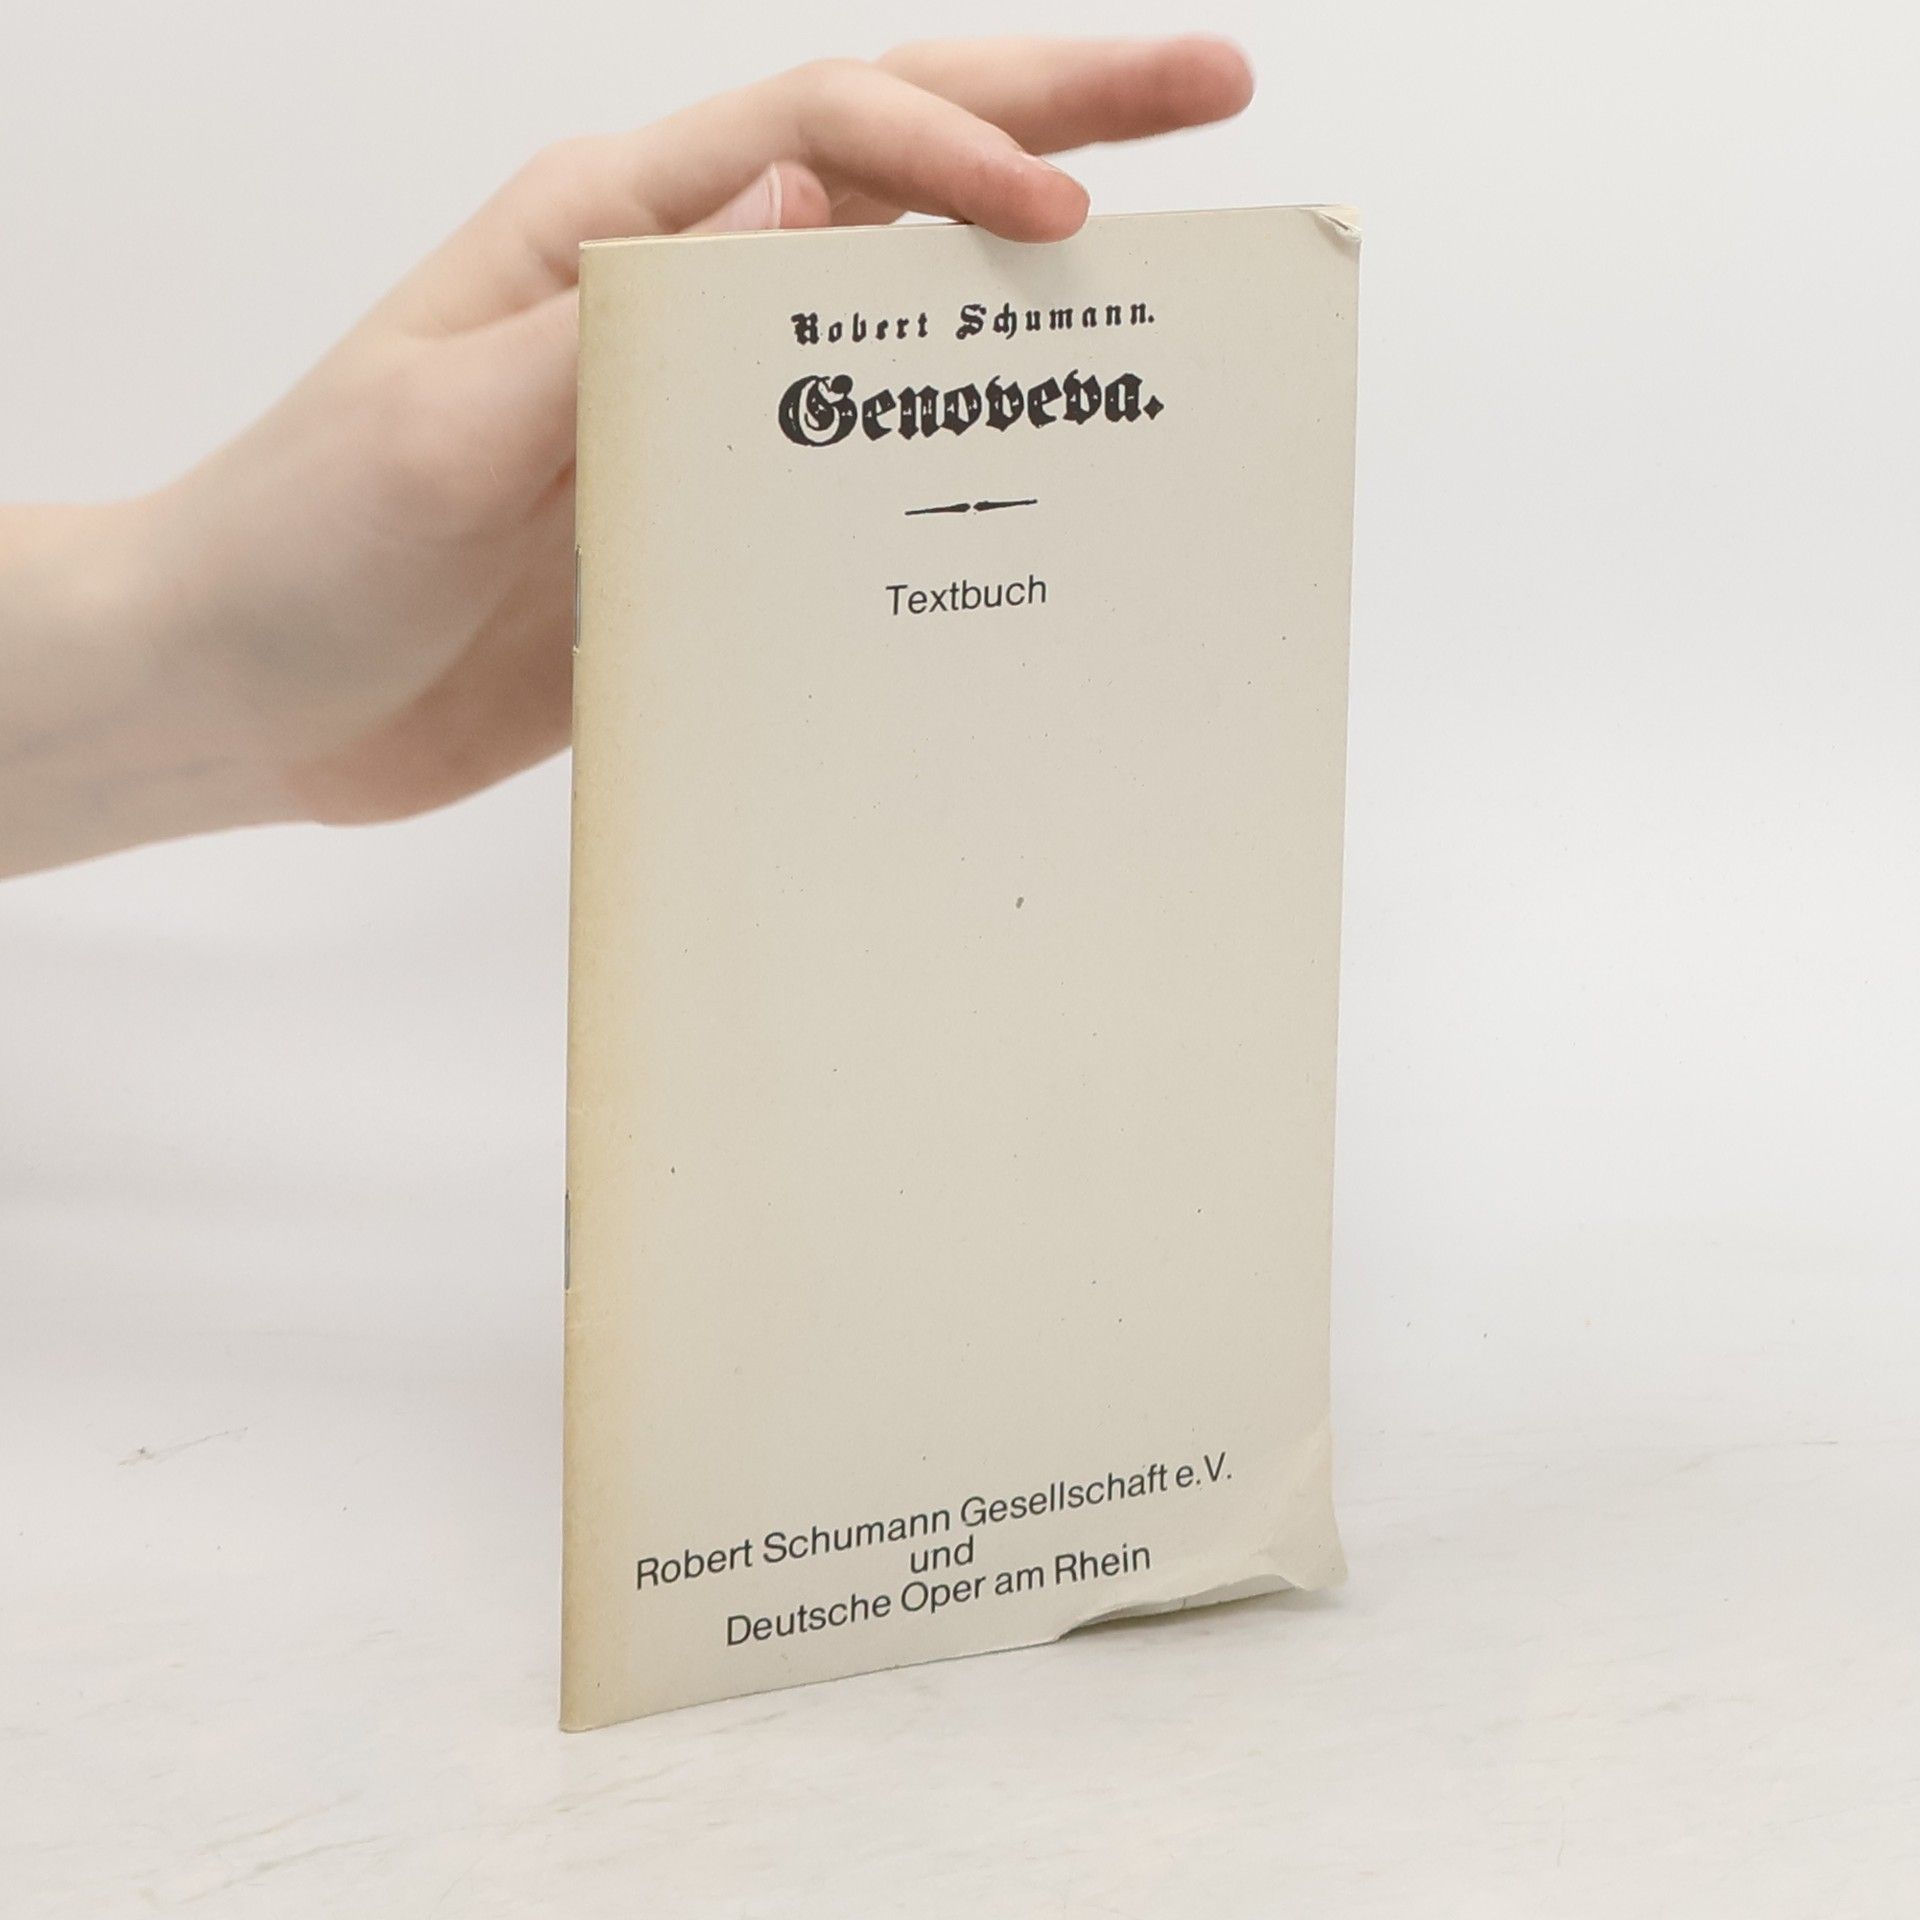 Robert Schumann.
Genoveva.
Textbuch
Robert Schumann Gesellschaft e.V.
und
Deutsche Oper am Rhein